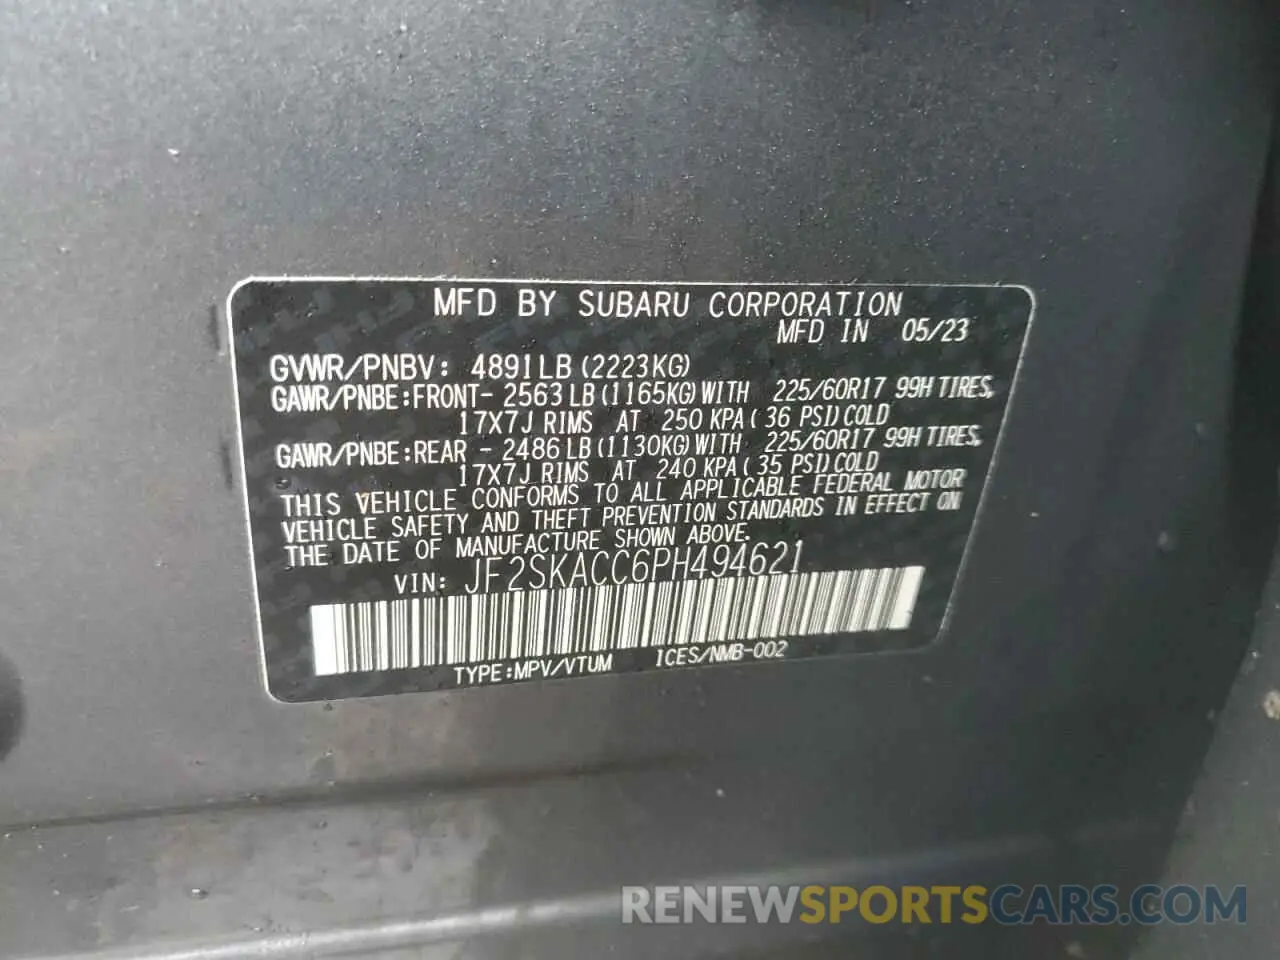 MFD BY SUBARU CORPORATION
MFD IN 05/23
GVWR/PNBV: 4891LB(2223KG)
GAWR/PNBE:FRONT- 2563LB(1165KG)WITH 225/60R17 99H TIRES,
17X7J RIMS AT 250 KPA( 36 PSI)COLD
GAWR/PNBE:REAR - 2486LB(1130KG)WITH 225/60R17 99H TIRES,
17X7J RIMS AT 240 KPA( 35 PSI)COLD
THIS VEHICLE CONFORMS TO ALL APPLICABLE FEDERAL MOTOR
VEHICLE SAFETY AND THEFT PREVENTION STANDARDS IN EFFECT ON
THE DATE OF MANUFACTURE SHOWN ABOVE.
VIN: JF2SKACC6PH494621
TYPE:MPV/VTUM ICES/NMB-002
RENEWSPORTSCARS.COM